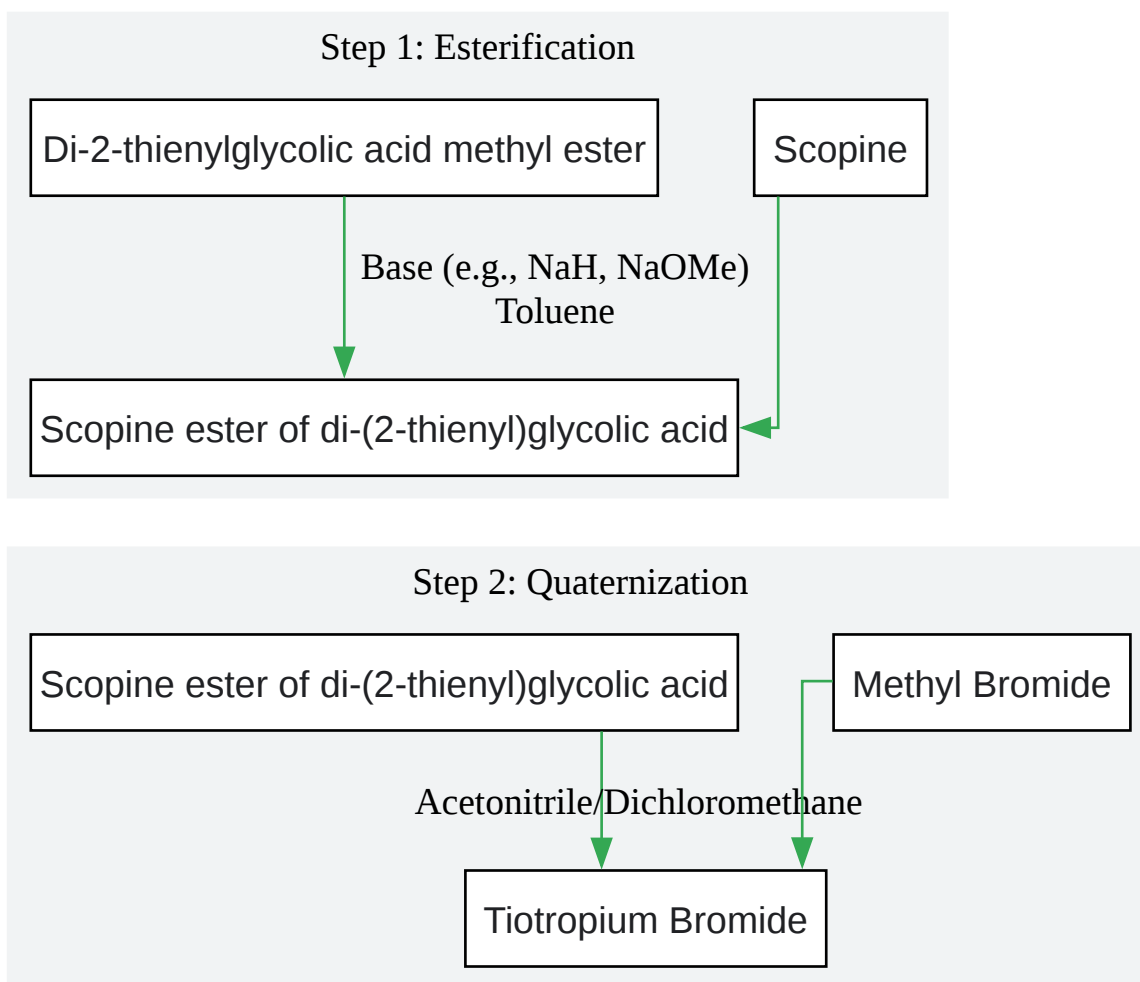 Step 1: Esterification
Di-2-thienylglycolic acid methyl ester
Scopine
Base (e.g., NaH, NaOMe)
Toluene
Scopine ester of di-(2-thienyl)glycolic acid
Step 2: Quaternization
Scopine ester of di-(2-thienyl)glycolic acid
Methyl Bromide
Acetonitrile/Dichloromethane
Tiotropium Bromide